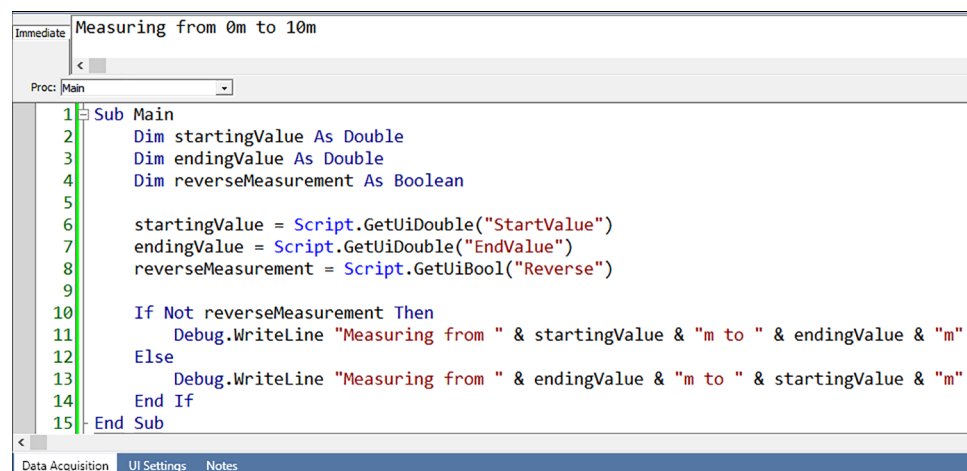 Immediate
Measuring from 0m to 10m
Proc: Main
1 Sub Main
2 Dim startingValue As Double
3 Dim endingValue As Double
4 Dim reverseMeasurement As Boolean
5
6 startingValue = Script.GetUiDouble("StartValue")
7 endingValue = Script.GetUiDouble("EndValue")
8 reverseMeasurement = Script.GetUiBool("Reverse")
9
10 If Not reverseMeasurement Then
11 Debug.WriteLine "Measuring from " & startingValue & "m to " & endingValue & "m"
12 Else
13 Debug.WriteLine "Measuring from " & endingValue & "m to " & startingValue & "m"
14 End If
15 End Sub
Data Acquisition UI Settings Notes